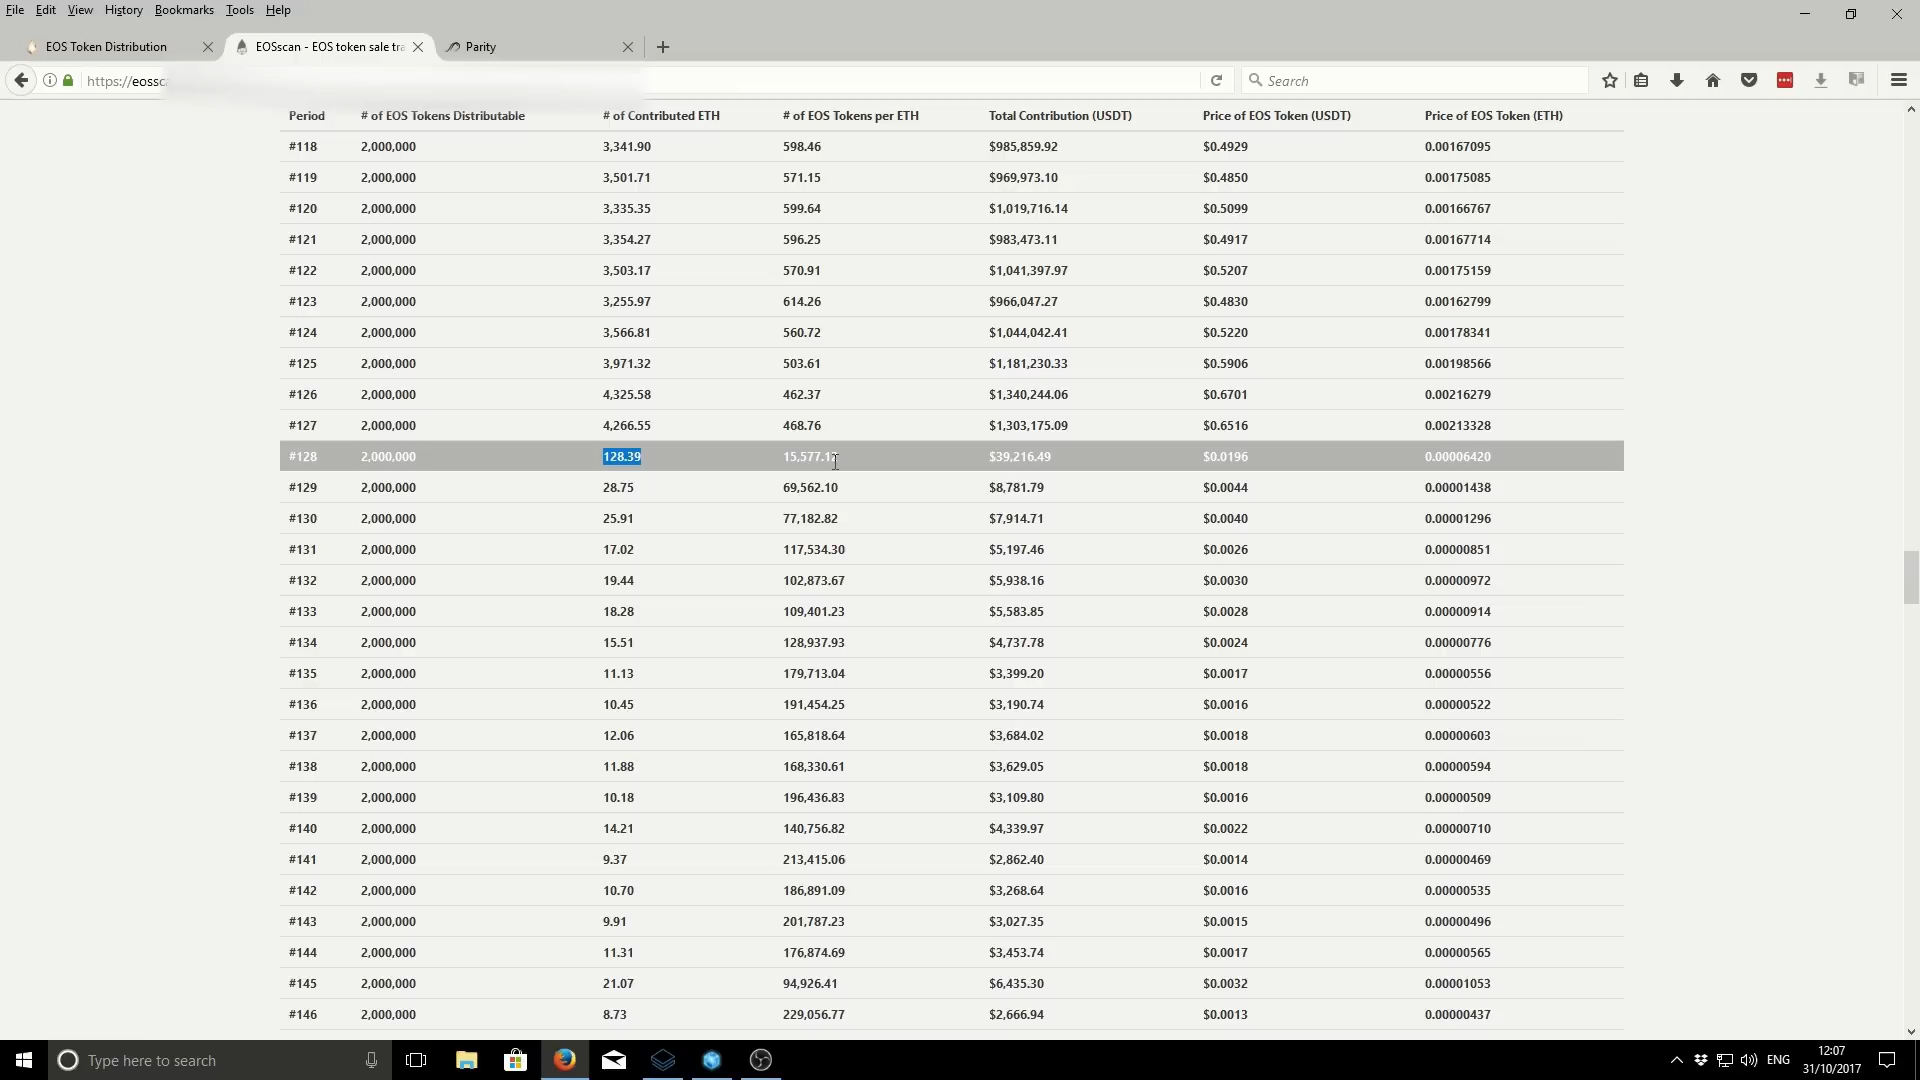 File Edit View History Bookmarks Tools Help
EOS Token Distribution EOSscan - EOS token sale tra Parity
https://eossc Search
Period # of EOS Tokens Distributable # of Contributed ETH # of EOS Tokens per ETH Total Contribution (USDT) Price of EOS Token (USDT) Price of EOS Token (ETH)
#118 2,000,000 3,341.90 598.46 $985,859.92 $0.4929 0.00167095
#119 2,000,000 3,501.71 571.15 $969,973.10 $0.4850 0.00175085
#120 2,000,000 3,335.35 599.64 $1,019,716.14 $0.5099 0.00166767
#121 2,000,000 3,354.27 596.25 $983,473.11 $0.4917 0.00167714
#122 2,000,000 3,503.17 570.91 $1,041,397.97 $0.5207 0.00175159
#123 2,000,000 3,255.97 614.26 $966,047.27 $0.4830 0.00162799
#124 2,000,000 3,566.81 560.72 $1,044,042.41 $0.5220 0.00178341
#125 2,000,000 3,971.32 503.61 $1,181,230.33 $0.5906 0.00198566
#126 2,000,000 4,325.58 462.37 $1,340,244.06 $0.6701 0.00216279
#127 2,000,000 4,266.55 468.76 $1,303,175.09 $0.6516 0.00213328
#128 2,000,000 128.39 $39,216.49 $0.0196 0.00006420
#129 2,000,000 28.75 69,562.10 $8,781.79 $0.0044 0.00001438
#130 2,000,000 25.91 77,182.82 $7,914.71 $0.0040 0.00001296
#131 2,000,000 17.02 117,534.30 $5,197.46 $0.0026 0.00000851
#132 2,000,000 19.44 102,873.67 $5,938.16 $0.0030 0.00000972
#133 2,000,000 18.28 109,401.23 $5,583.85 $0.0028 0.00000914
#134 2,000,000 15.51 128,937.93 $4,737.78 $0.0024 0.00000776
#135 2,000,000 11.13 179,713.04 $3,399.20 $0.0017 0.00000556
#136 2,000,000 10.45 191,454.25 $3,190.74 $0.0016 0.00000522
#137 2,000,000 12.06 165,818.64 $3,684.02 $0.0018 0.00000603
#138 2,000,000 11.88 168,330.61 $3,629.05 $0.0018 0.00000594
#139 2,000,000 10.18 196,436.83 $3,109.80 $0.0016 0.00000509
#140 2,000,000 14.21 140,756.82 $4,339.97 $0.0022 0.00000710
#141 2,000,000 9.37 213,415.06 $2,862.40 $0.0014 0.00000469
#142 2,000,000 10.70 186,891.09 $3,268.64 $0.0016 0.00000535
#143 2,000,000 9.91 201,787.23 $3,027.35 $0.0015 0.00000496
#144 2,000,000 11.31 176,874.69 $3,453.74 $0.0017 0.00000565
#145 2,000,000 21.07 94,926.41 $6,435.30 $0.0032 0.00001053
#146 2,000,000 8.73 229,056.77 $2,666.94 $0.0013 0.00000437
Type here to search ENG 12:07
31/10/2017